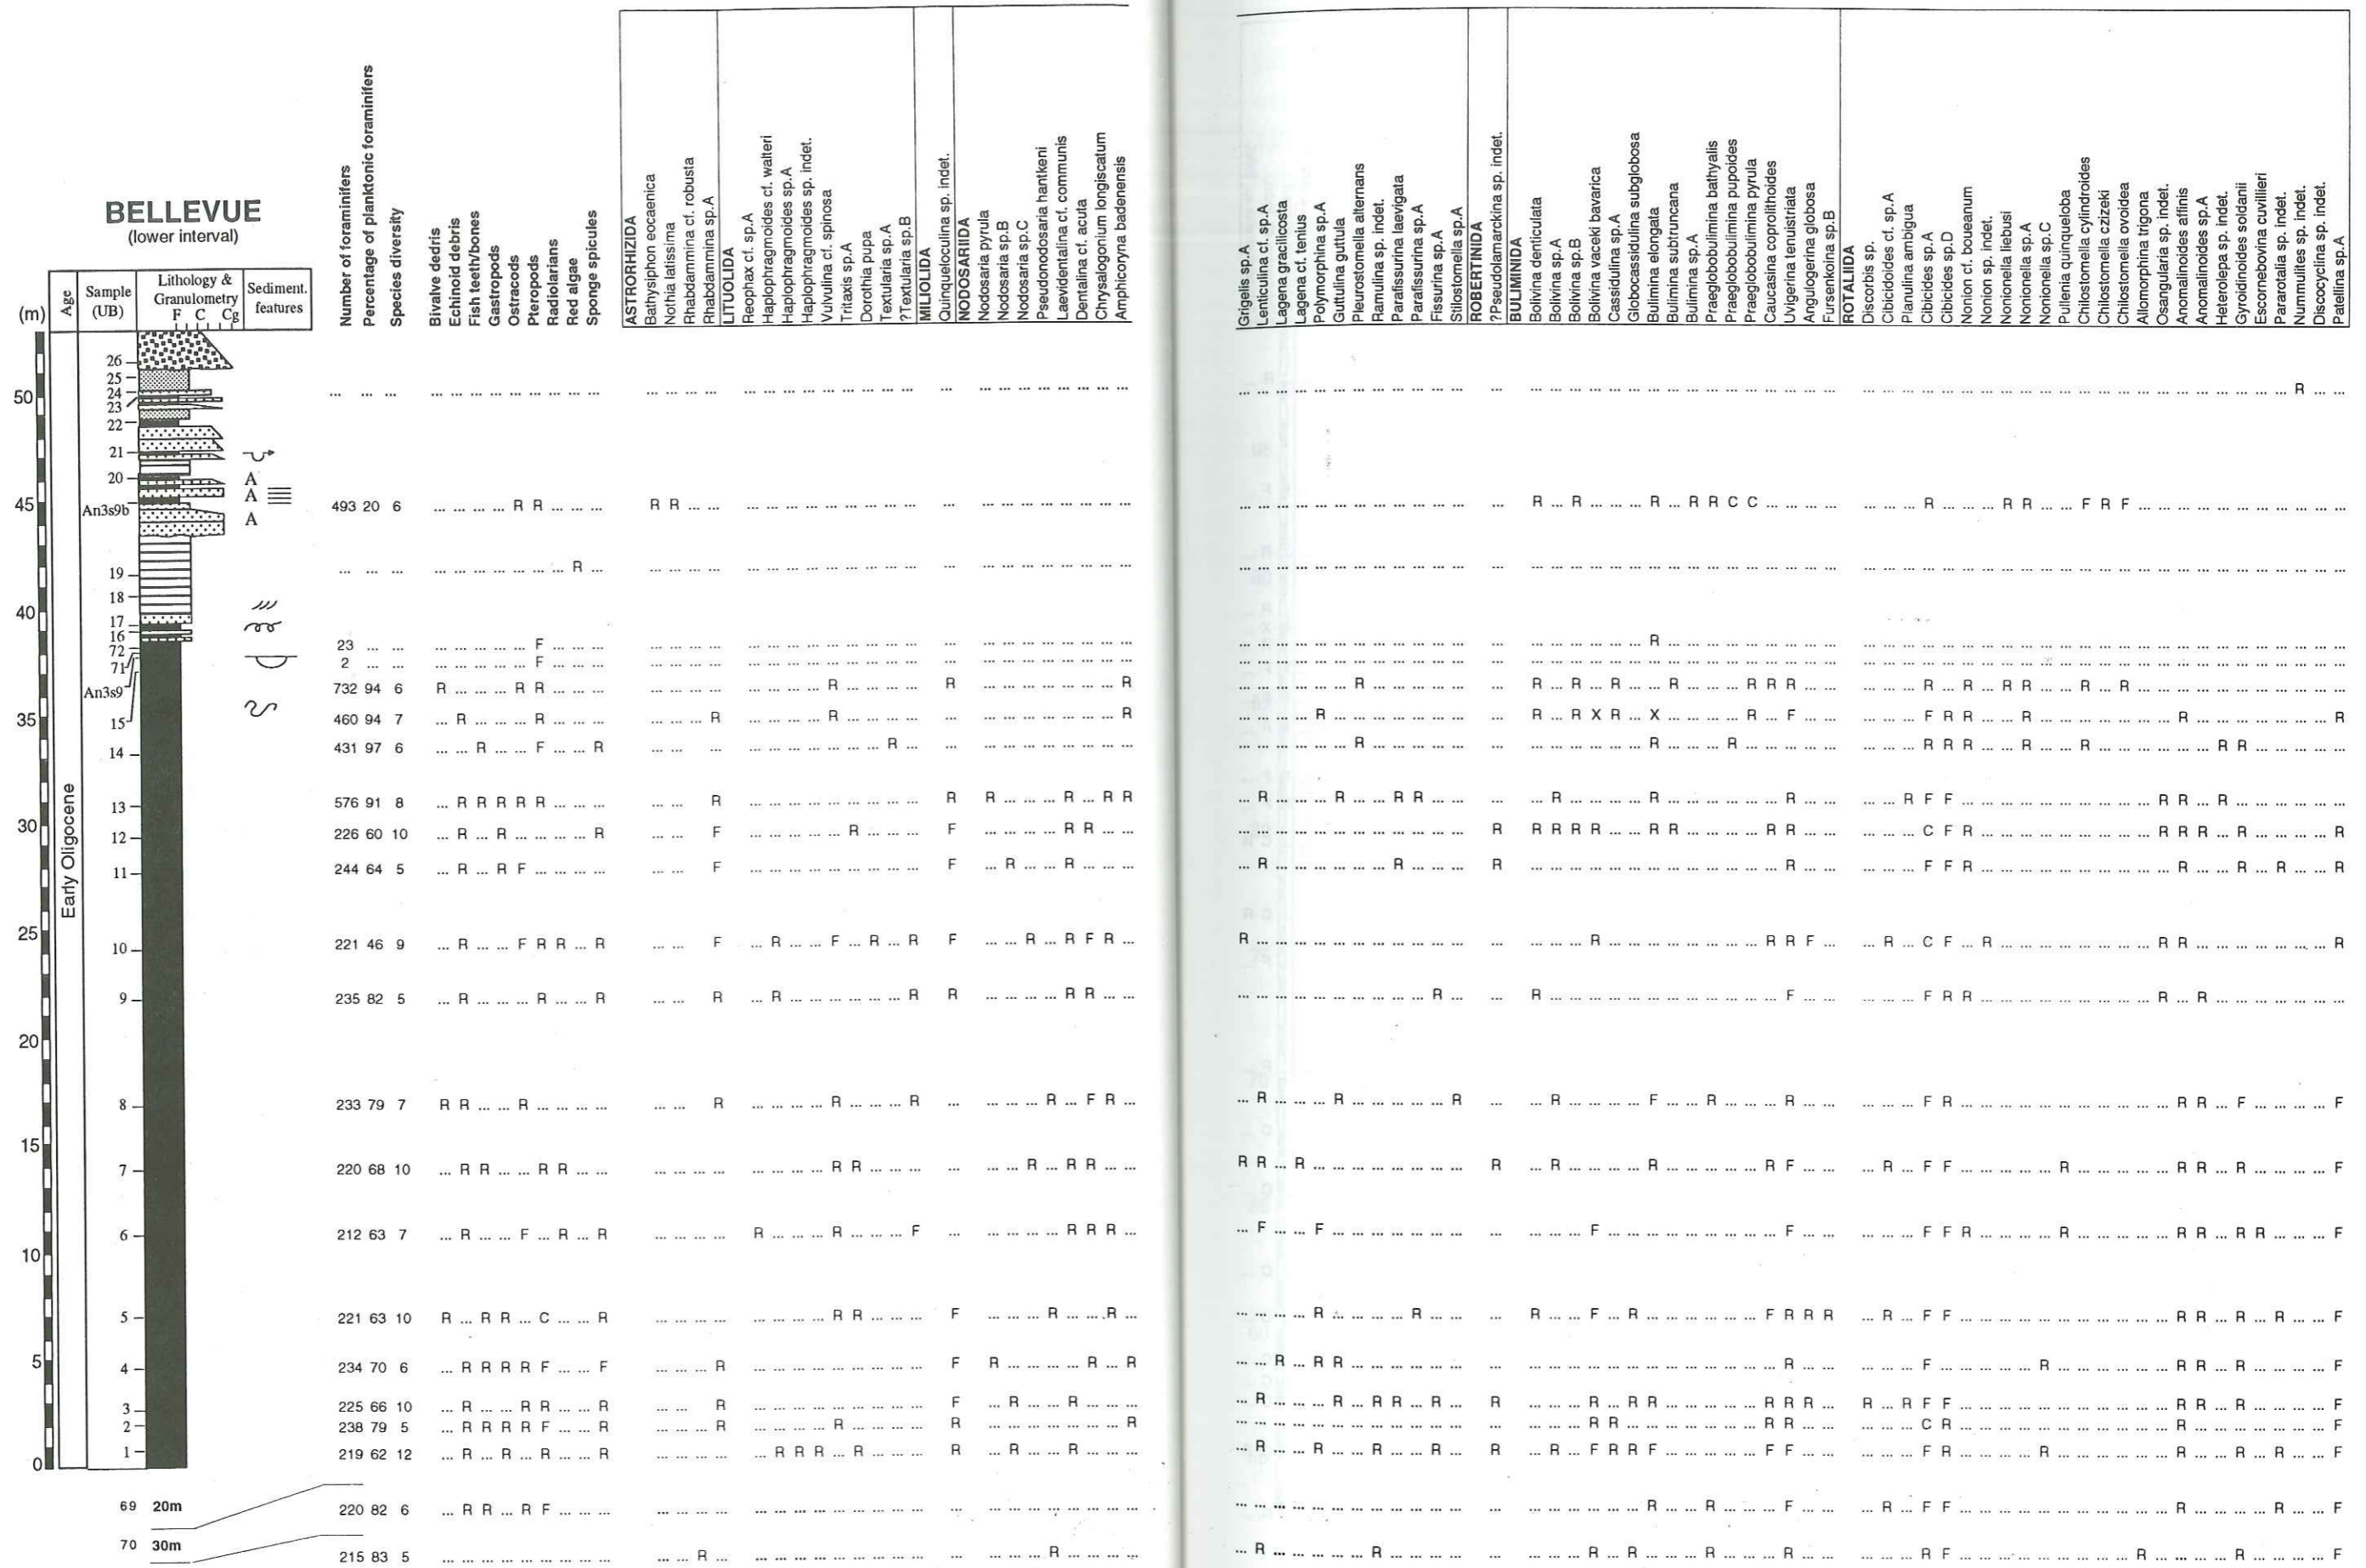 BELLEVUE
(lower interval)
(m)
Age
Sample
(UB)
Lithology &
Granulometry
F C Cg
Sediment.
features
Number of foraminifers
Percentage of planktonic foraminifers
Species diversity
Bivalve dedris
Echinoid debris
Fish teeth/bones
Gastropods
Ostracods
Pteropods
Radiolarians
Red algae
Sponge spicules
ASTRORHIZIDA
Bathysiphon eocaenica
Nothia latissima
Rhabdammina cf. robusta
Rhabdammina sp.A
LITUOLIDA
Reophax cf. sp.A
Haplophragmoides cf. walteri
Haplophragmoides sp.A
Haplophragmoides sp. indet.
Vulvulina cf. spinosa
Tritaxis sp.A
Dorothia pupa
Textularia sp.A
?Textularia sp.B
MILIOLIDA
Quinqueloculina sp. indet.
NODOSARIIDA
Nodosaria pyrula
Nodosaria sp.B
Nodosaria sp.C
Pseudonodosaria hantkeni
Laevidentalina cf. communis
Dentalina cf. acuta
Chrysalogonium longiscatum
Amphicoryna badenensis
Grigelis sp.A
Lenticulina cf. sp.A
Lagena gracilicosta
Lagena cf. tenius
Polymorphina sp.A
Guttulina guttula
Pleurostomella alternans
Ramulina sp. indet.
Parafissurina laevigata
Parafissurina sp.A
Fissurina sp.A
Stilostomella sp.A
ROBERTINIDA
?Pseudolamarckina sp. indet.
BULIMINIDA
Bolivina denticulata
Bolivina sp.A
Bolivina sp.B
Bolivina vaceki bavarica
Cassidulina sp.A
Globocassidulina subglobosa
Bulimina elongata
Bulimina subtruncana
Bulimina sp.A
Praeglobobulimina bathyalis
Praeglobobulimina pupoides
Praeglobobulimina pyrula
Caucasina coprolithoides
Uvigerina tenuistriata
Angulogerina globosa
Fursenkoina sp.B
ROTALIIDA
Discorbis sp.
Cibicidoides cf. sp.A
Planulina ambigua
Cibicides sp.A
Cibicides sp.D
Nonion cf. boueanum
Nonion sp. indet.
Nonionella liebusi
Nonionella sp.A
Nonionella sp.C
Pullenia quinqueloba
Chilostomella cylindroides
Chilostomella czizeki
Chilostomella ovoidea
Allomorphina trigona
Osangularia sp. indet.
Anomalinoides affinis
Anomalinoides sp.A
Heterolepa sp. indet.
Gyroidinoides soldanii
Escornebovina cuvillieri
Pararotalia sp. indet.
Nummulites sp. indet.
Discocyclina sp. indet.
Patellina sp.A
Early Oligocene
26
25
50 24 R
23
22
21
20 A
A
45 An3s9b 493 20 6 R R R R R R R R R C C R R R F R F
A
19 R
18
40 17
16
72 23 F R
71 2 F
An3s9 732 94 6 R R R R R R R R R R R R R R R R R R R R
35 15 460 94 7 R R R R R R R R X R X R F F R R R R R
14 431 97 6 R F R R R R R R R R R R R R
13 576 91 8 R R R R R R R R R R R R R R R R R R R F F R R R
30 12 226 60 10 R R R F R F R R R R R R R R R R R C F R R R R R R
11 244 64 5 R R F F F R R R R R R F F R R R R R
25 10 221 46 9 R F R R R F R F R R F R R F R R R R R F R C F R R R R
9 235 82 5 R R R R R R R R R R R F F R R R R
20
8 233 79 7 R R R R R R R F R R R R R F R R F R R R F F
15 7 220 68 10 R R R R R R R R R R R R R R R R F R F F R R R R F
6 212 63 7 R F R R R R F R R R F F F F F F R R R R R R F
10
5 221 63 10 R R R C R R R F R R R R R F R F R R R R F F R R R R F
5 4 234 70 6 R R R R F F R F R R R R R R R F R R R R F
3 225 66 10 R R R R R F R R R R R R R R R R R R R R R R F F R R R F
2 238 79 5 R R R R F R R R R R R R R R C R R F
1 219 62 12 R R R R R R R R R R R R R R R R R F R R F F F F R R R R R F
0
69 20m 220 82 6 R R R F R R F R F F R R F
70 30m 215 83 5 R R R R R R R R R F R R F